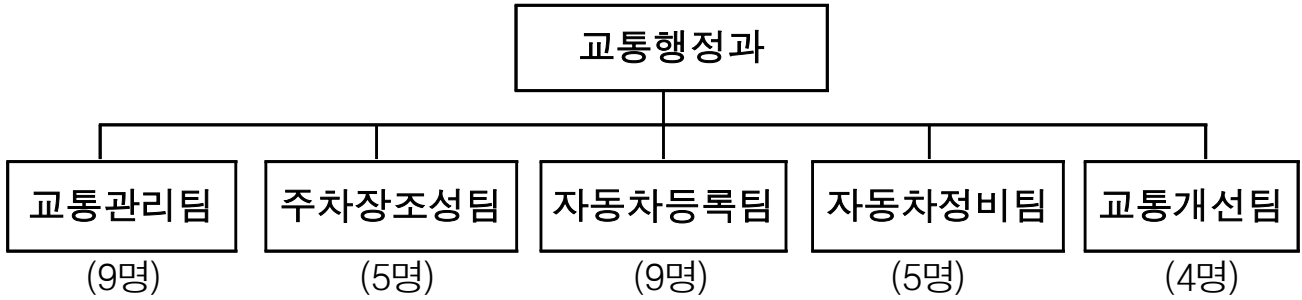 교통행정과
교통관리팀 주차장조성팀 자동차등록팀 자동차정비팀 교통개선팀
(9명) (5명) (9명) (5명) (4명)